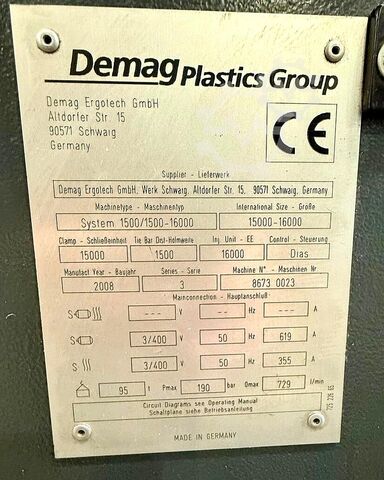 Demag Plastics Group
Demag Ergotech GmbH
Altdorfer Str. 15
90571 Schwaig
Germany
CE
Supplier - Lieferwerk
Demag Ergotech GmbH, Werk Schwaig, Altdorfer Str. 15, 90571 Schwaig, Germany
Machinetype - Maschinentyp International Size - Größe
System 1500/1500-16000 15000-16000
Clamp - Schließeinheit Tie Bar Dist-Holmweite Inj. Unit - EE Control - Steuerung
15000 1500 16000 Dias
Manufact Year - Baujahr Series - Serie Machine N°. - Maschinen Nr
2008 3 8673 0023
Mainconnection - Hauptanschluß
S --- V --- Hz --- A
S 3/400 V 50 Hz 619 A
S 3/400 V 50 Hz 355 A
95 t Pmax 190 bar Qmax 729 l/min
Circuit Diagrams see Operating Manual
Schaltpläne siehe Betriebsanleitung
725 226 65
MADE IN GERMANY